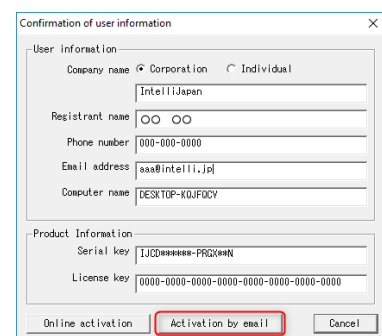 Confirmation of user information
User information
Company name Corporation Individual
IntelliJapan
Registrant name ○○ ○○
Phone number 000-000-0000
Email address aaa@intelli.jp
Computer name DESKTOP-KQJFQCV
Product Information
Serial key IJCD******-PRGX**N
License key 0000-0000-0000-0000-0000-0000-0000
Online activation Activation by email Cancel